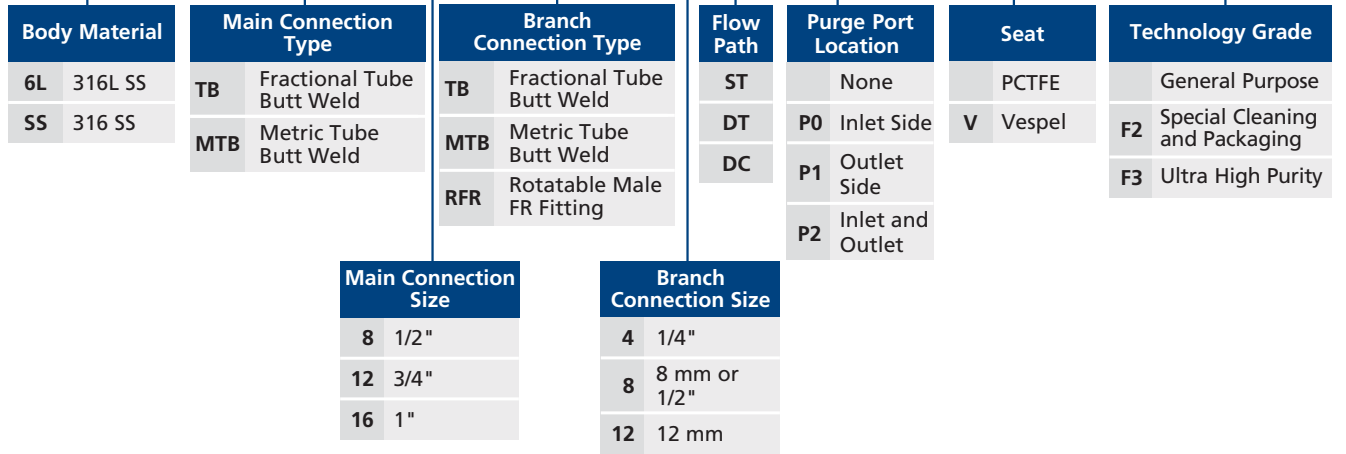 Body Material
6L 316L SS
SS 316 SS
Main Connection
Type
TB Fractional Tube
Butt Weld
MTB Metric Tube
Butt Weld
Branch
Connection Type
TB Fractional Tube
Butt Weld
MTB Metric Tube
Butt Weld
RFR Rotatable Male
FR Fitting
Flow
Path
ST
DT
DC
Purge Port
Location
None
P0 Inlet Side
P1 Outlet
Side
P2 Inlet and
Outlet
Seat
PCTFE
V Vespel
Technology Grade
General Purpose
F2 Special Cleaning
and Packaging
F3 Ultra High Purity
Main Connection
Size
8 1/2"
12 3/4"
16 1"
Branch
Connection Size
4 1/4"
8 8 mm or
1/2"
12 12 mm